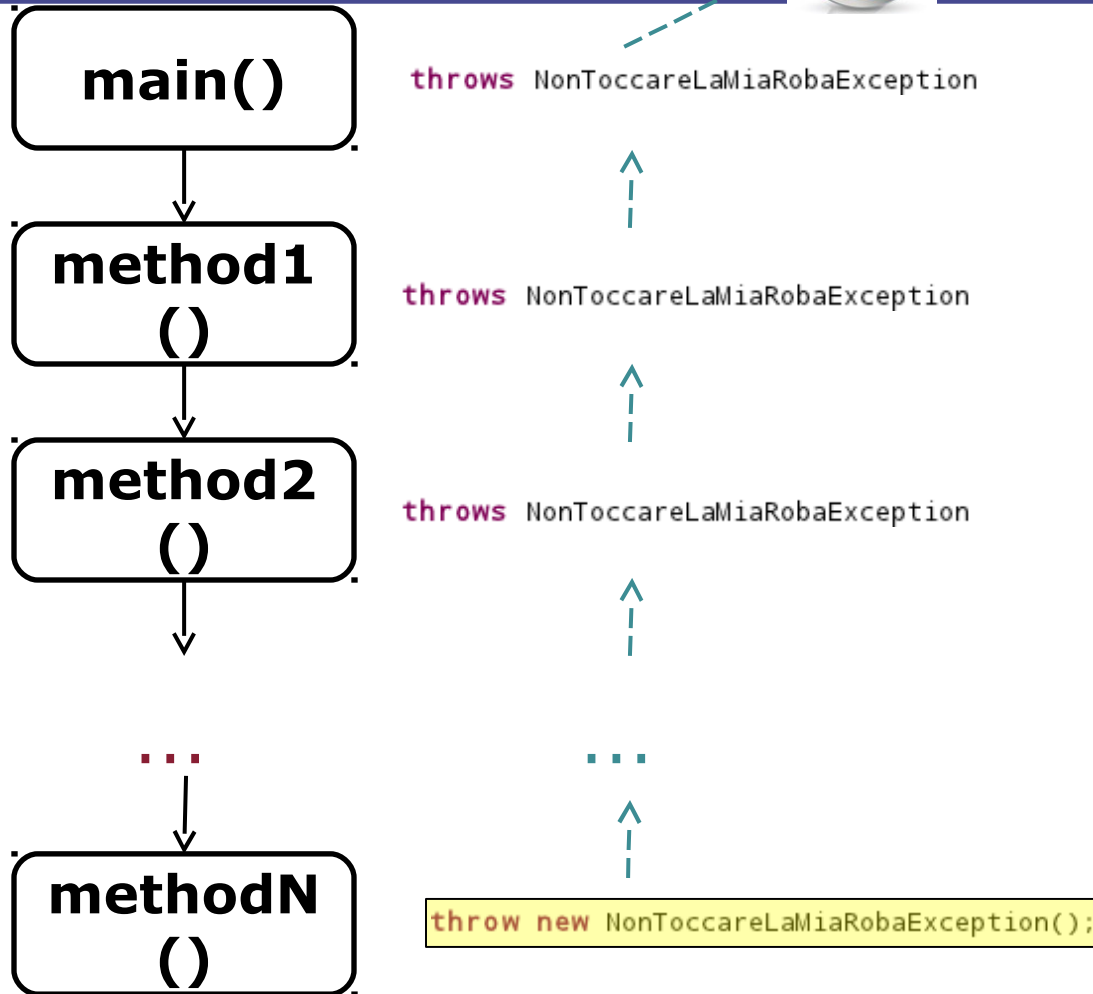 main()
throws NonToccareLaMiaRobaException
method1
()
throws NonToccareLaMiaRobaException
method2
()
throws NonToccareLaMiaRobaException
... ...
methodN
()
throw new NonToccareLaMiaRobaException();